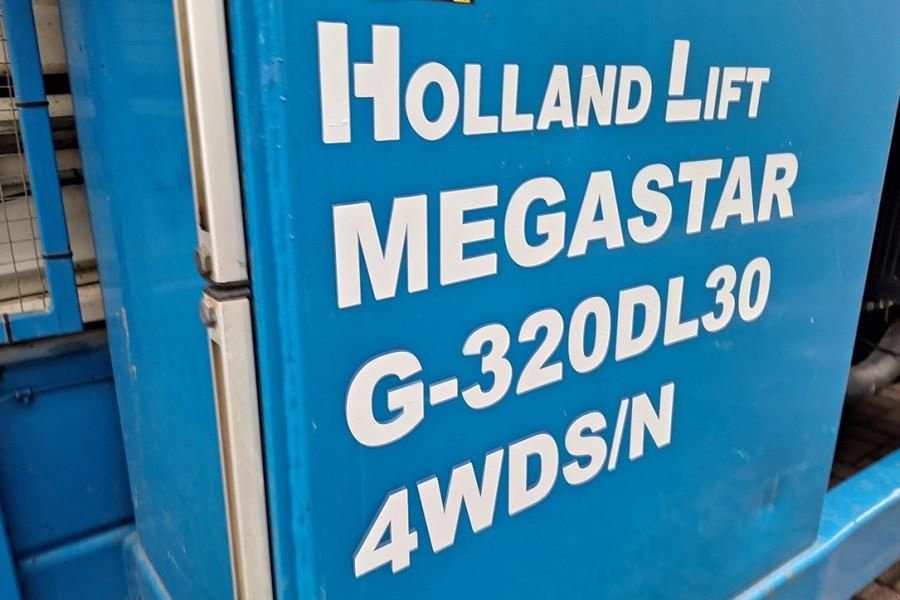 HOLLAND LIFT
MEGASTAR
G-320DL30
4WDS/N